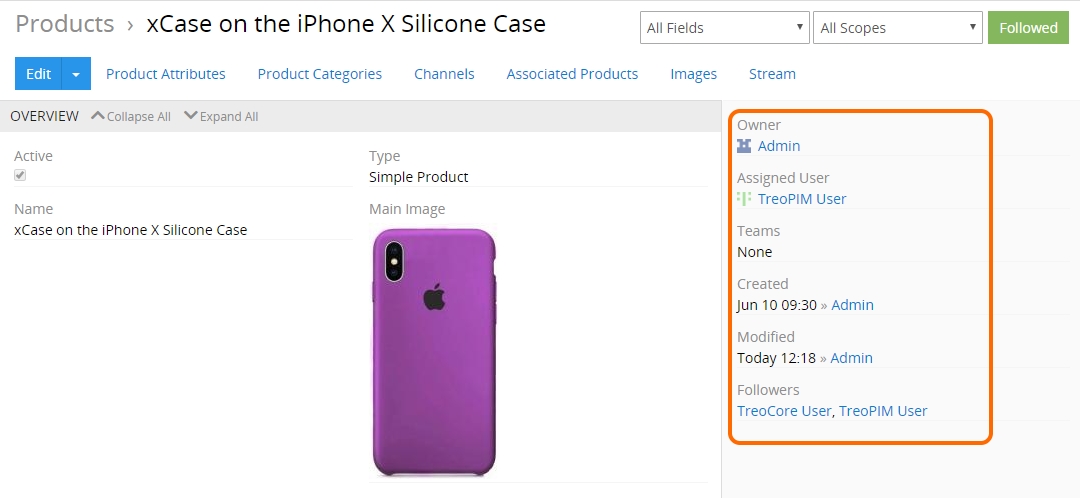 Products › xCase on the iPhone X Silicone Case
All Fields
All Scopes
Followed
Edit
Product Attributes
Product Categories
Channels
Associated Products
Images
Stream
OVERVIEW Collapse All Expand All
Active
Type
Simple Product
Name
xCase on the iPhone X Silicone Case
Main Image
Owner
Admin
Assigned User
TreoPIM User
Teams
None
Created
Jun 10 09:30 » Admin
Modified
Today 12:18 » Admin
Followers
TreoCore User, TreoPIM User